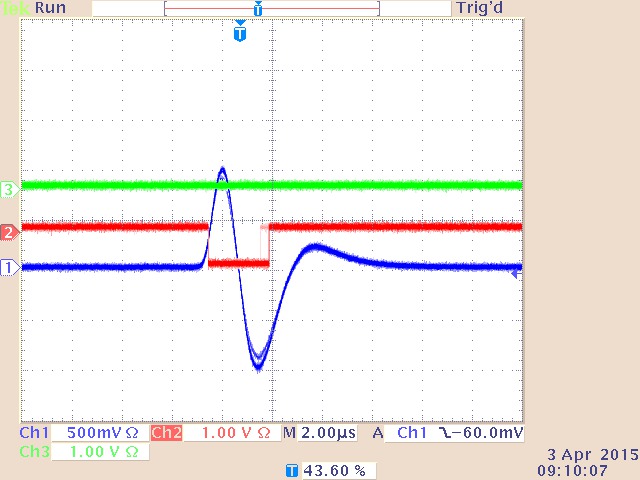 Tek Run Trig'd
T
T
3
2
1
Ch1 500mV Ω Ch2 1.00 V Ω M 2.00µs A Ch1 ㄟ-60.0mV
Ch3 1.00 V Ω
3 Apr 2015
T 43.60 % 09:10:07